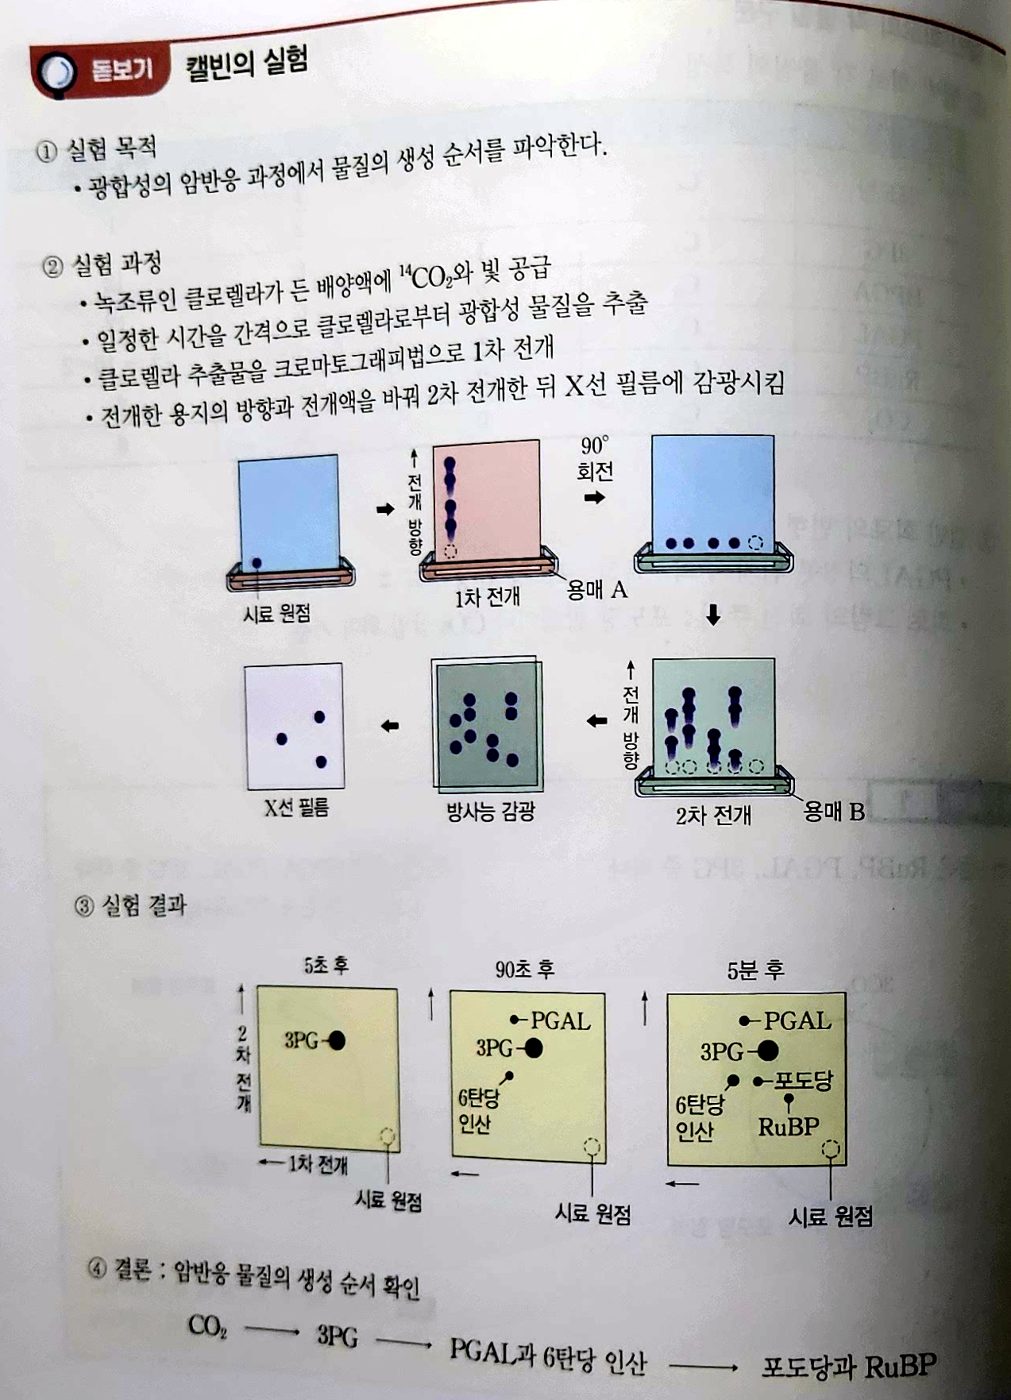 돋보기 캘빈의 실험
① 실험 목적
• 광합성의 암반응 과정에서 물질의 생성 순서를 파악한다.
② 실험 과정
• 녹조류인 클로렐라가 든 배양액에 ¹⁴CO₂와 빛 공급
• 일정한 시간을 간격으로 클로렐라로부터 광합성 물질을 추출
• 클로렐라 추출물을 크로마토그래피법으로 1차 전개
• 전개한 용지의 방향과 전개액을 바꿔 2차 전개한 뒤 X선 필름에 감광시킴
시료 원점
전개 방향
1차 전개
용매 A
90°
회전
전개 방향
2차 전개
용매 B
방사능 감광
X선 필름
③ 실험 결과
5초 후
2차 전개
3PG
1차 전개
시료 원점
90초 후
PGAL
3PG
6탄당
인산
시료 원점
5분 후
PGAL
3PG
포도당
6탄당
인산
RuBP
시료 원점
④ 결론 : 암반응 물질의 생성 순서 확인
CO₂ → 3PG → PGAL과 6탄당 인산 → 포도당과 RuBP